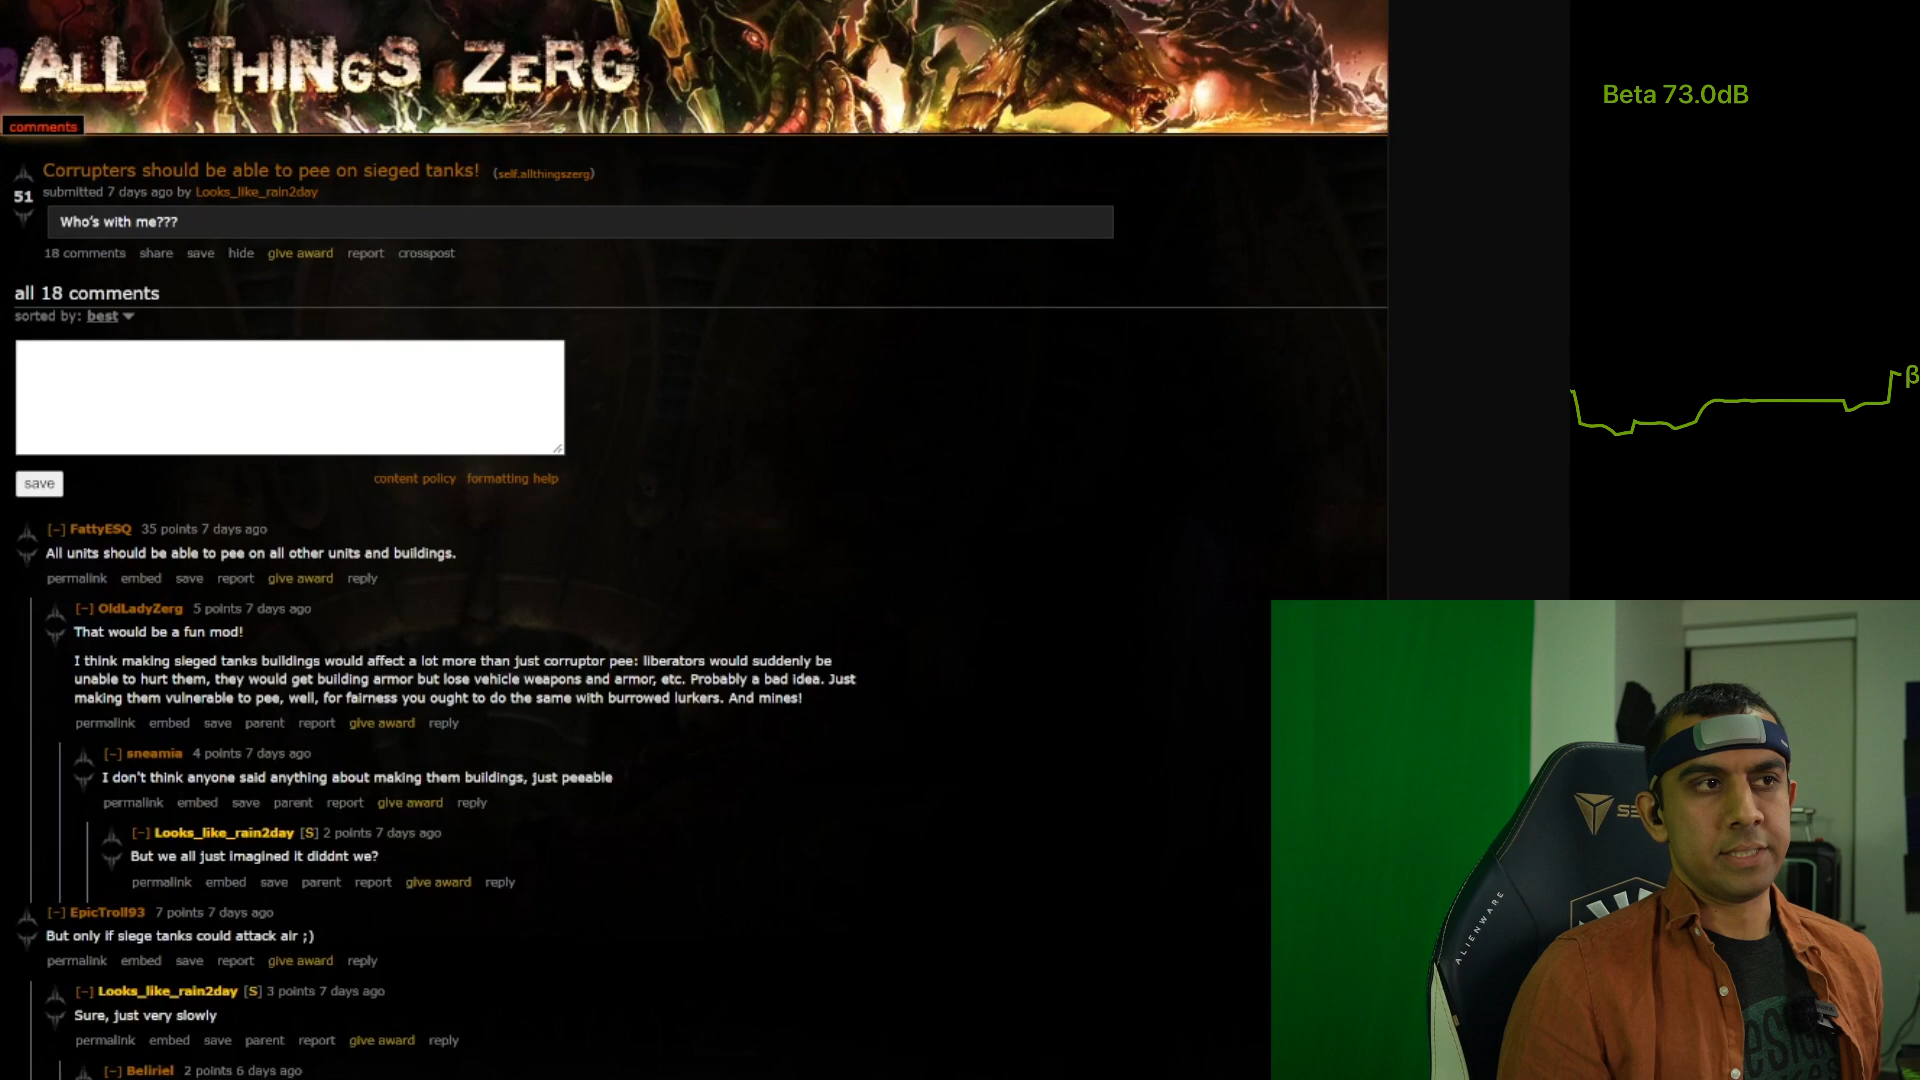 ALL THINGS ZERG
comments
Corrupters should be able to pee on sieged tanks! (self.allthingszerg)
51
submitted 7 days ago by Looks_like_rain2day
Who's with me???
18 comments share save hide give award report crosspost
all 18 comments
sorted by: best
save
content policy formatting help
[–] FattyESQ 35 points 7 days ago
All units should be able to pee on all other units and buildings.
permalink embed save report give award reply
[–] OldLadyZerg 5 points 7 days ago
That would be a fun mod!
I think making sieged tanks buildings would affect a lot more than just corruptor pee: liberators would suddenly be
unable to hurt them, they would get building armor but lose vehicle weapons and armor, etc. Probably a bad idea. Just
making them vulnerable to pee, well, for fairness you ought to do the same with burrowed lurkers. And mines!
permalink embed save parent report give award reply
[–] sneamia 4 points 7 days ago
I don't think anyone said anything about making them buildings, just peeable
permalink embed save parent report give award reply
[–] Looks_like_rain2day [S] 2 points 7 days ago
But we all just imagined it diddnt we?
permalink embed save parent report give award reply
[–] EpicTroll93 7 points 7 days ago
But only if siege tanks could attack air ;)
permalink embed save report give award reply
[–] Looks_like_rain2day [S] 3 points 7 days ago
Sure, just very slowly
permalink embed save parent report give award reply
[–] Beliriel 2 points 6 days ago
Beta 73.0dB
β
ALIENWARE